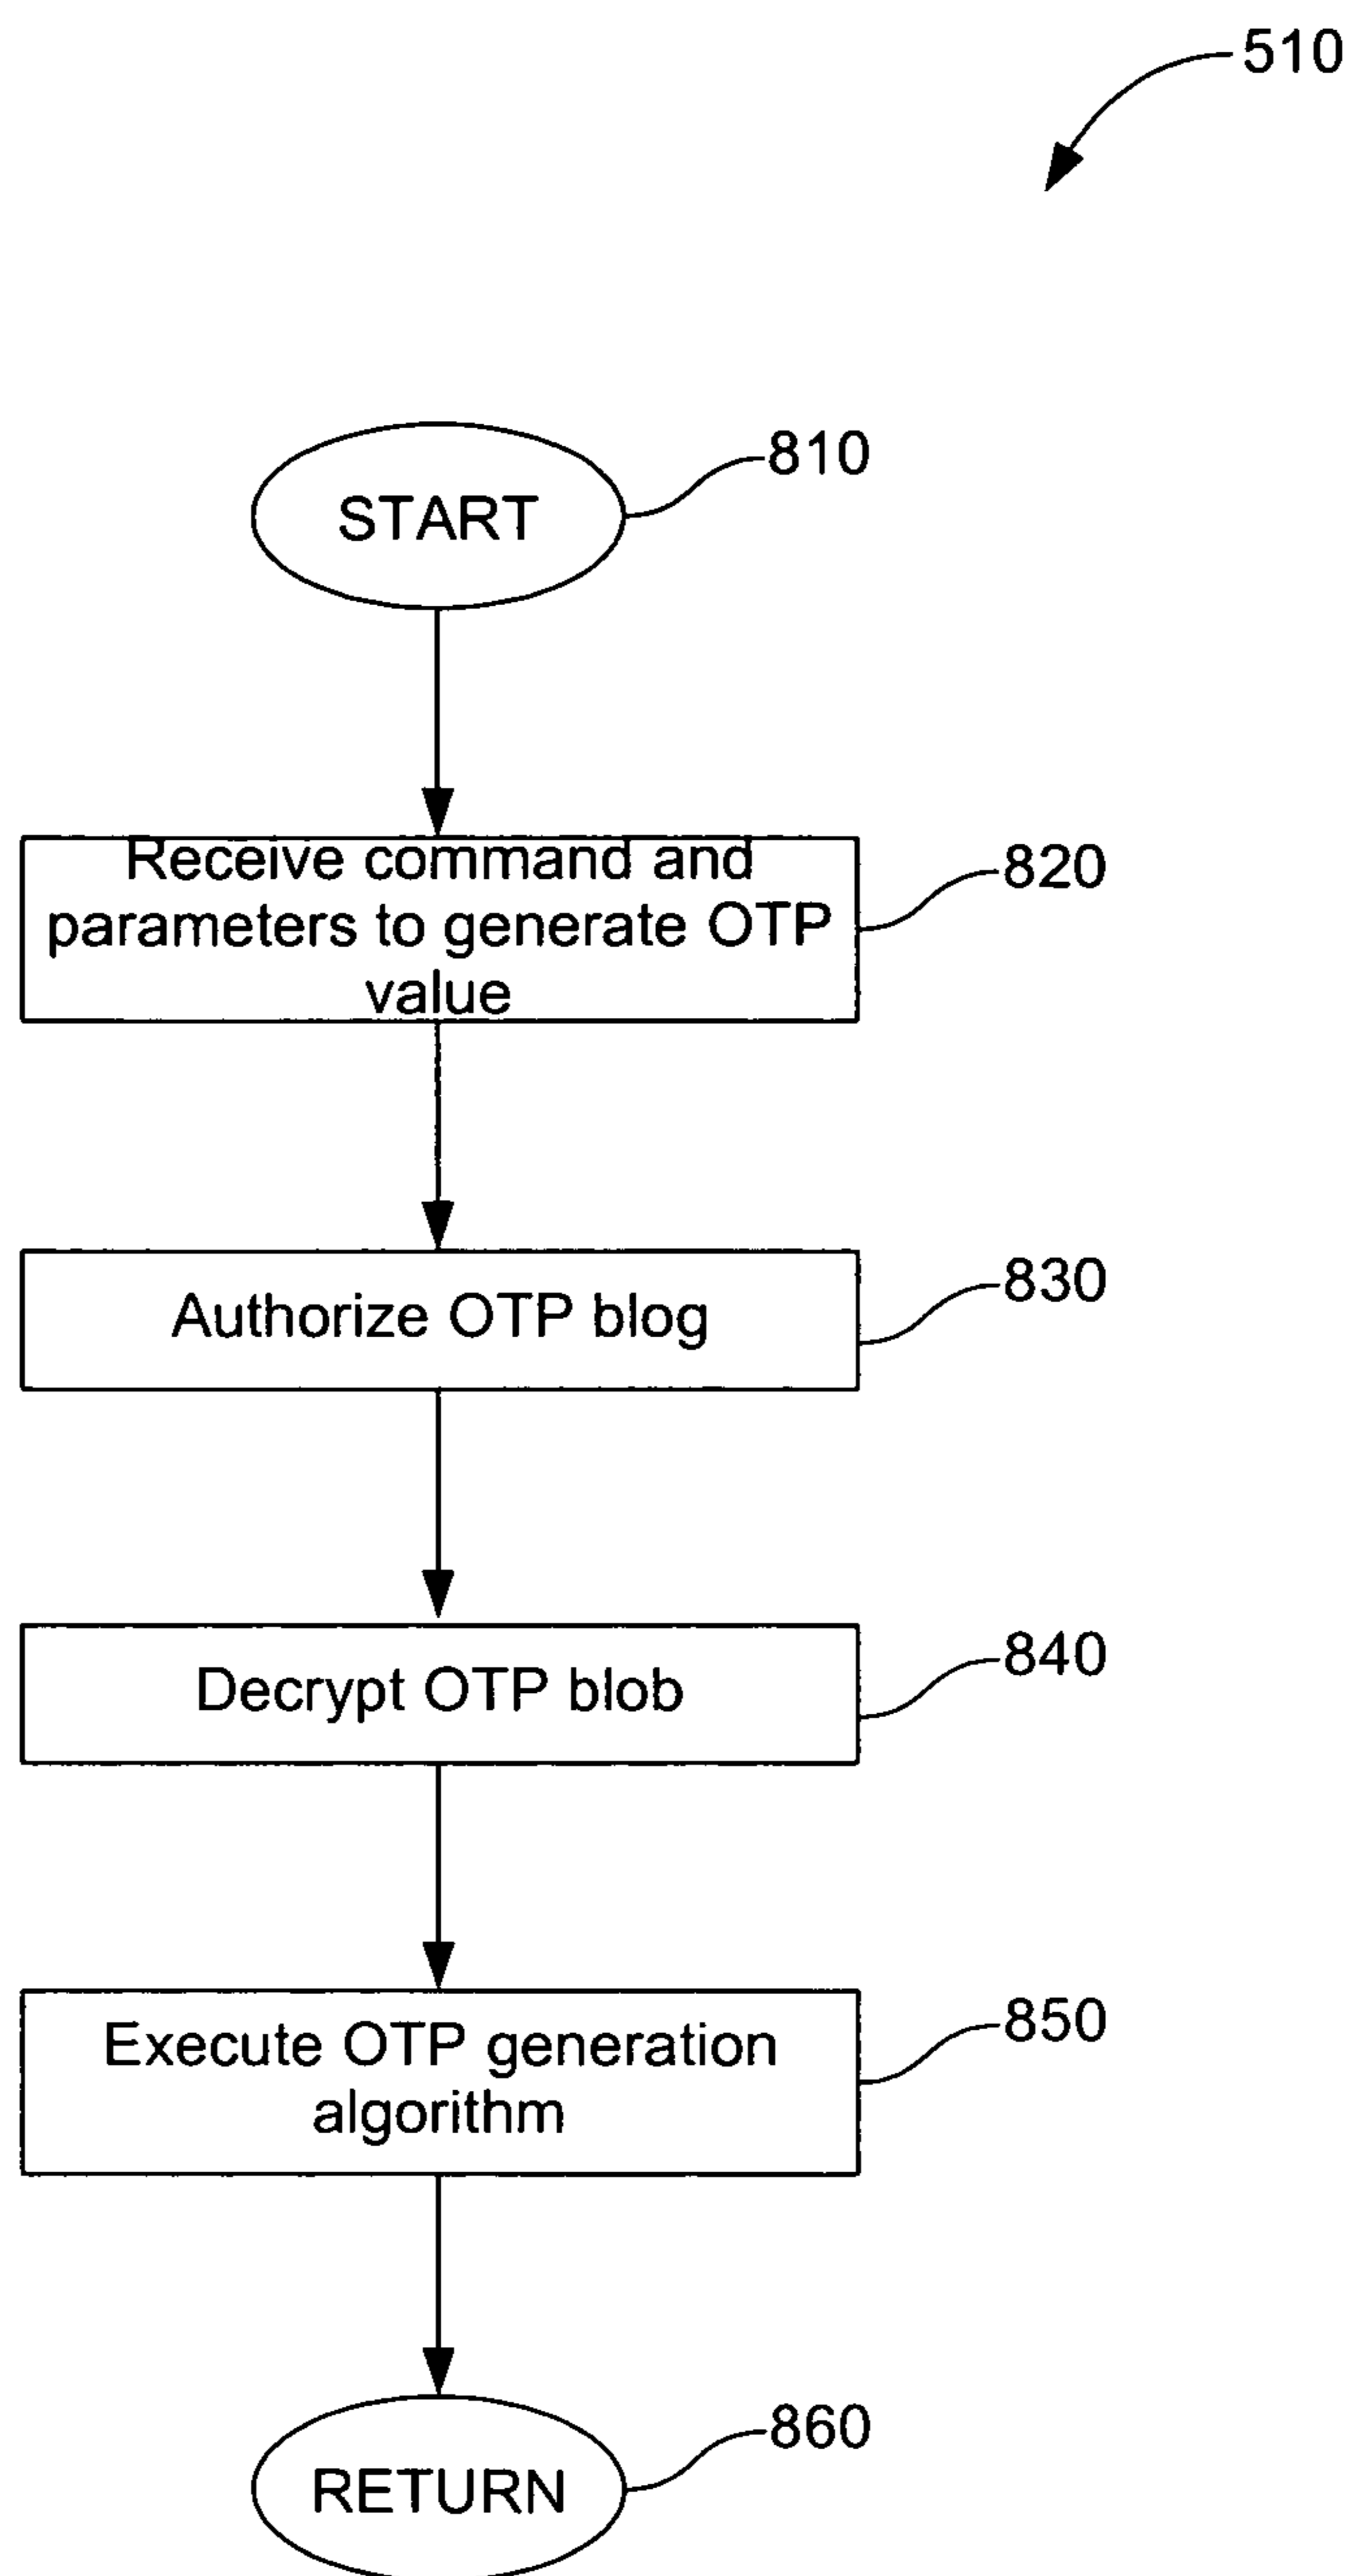 510
START
810
Receive command and
parameters to generate OTP
value
820
Authorize OTP blog
830
Decrypt OTP blob
840
Execute OTP generation
algorithm
850
RETURN
860